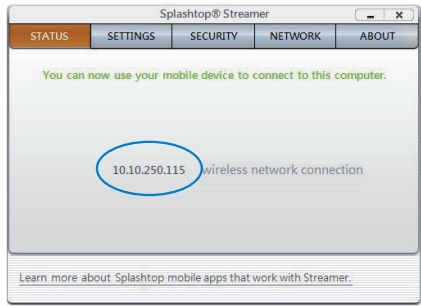 Splashtop® Streamer
STATUS SETTINGS SECURITY NETWORK ABOUT
You can now use your mobile device to connect to this computer.
10.10.250.115 wireless network connection
Learn more about Splashtop mobile apps that work with Streamer.